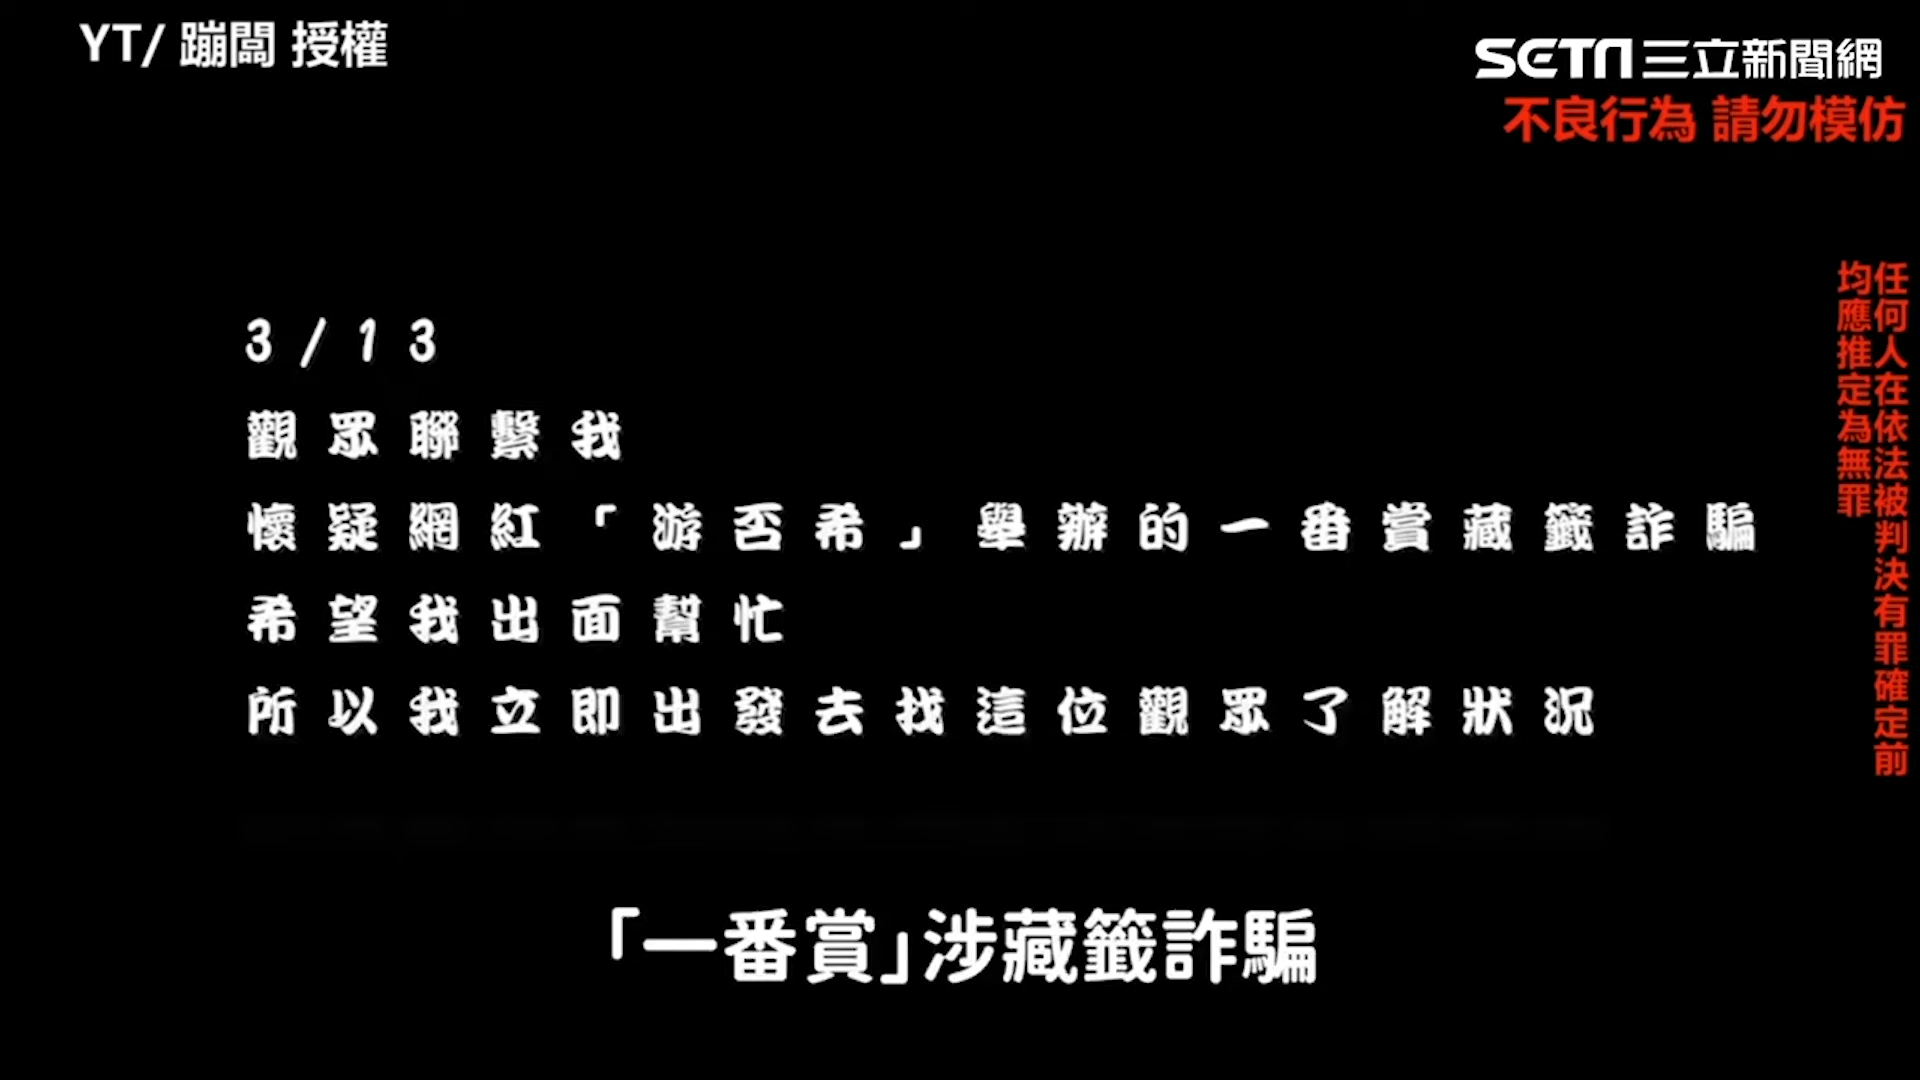 YT/ 蹦闆 授權
SETN三立新聞網
不良行為 請勿模仿
任何人在依法被判決有罪確定前
均應推定為無罪
3/13
觀眾聯繫我
懷疑網紅「游否希」舉辦的一番賞藏籤詐騙
希望我出面幫忙
所以我立即出發去找這位觀眾了解狀況
「一番賞」涉藏籤詐騙